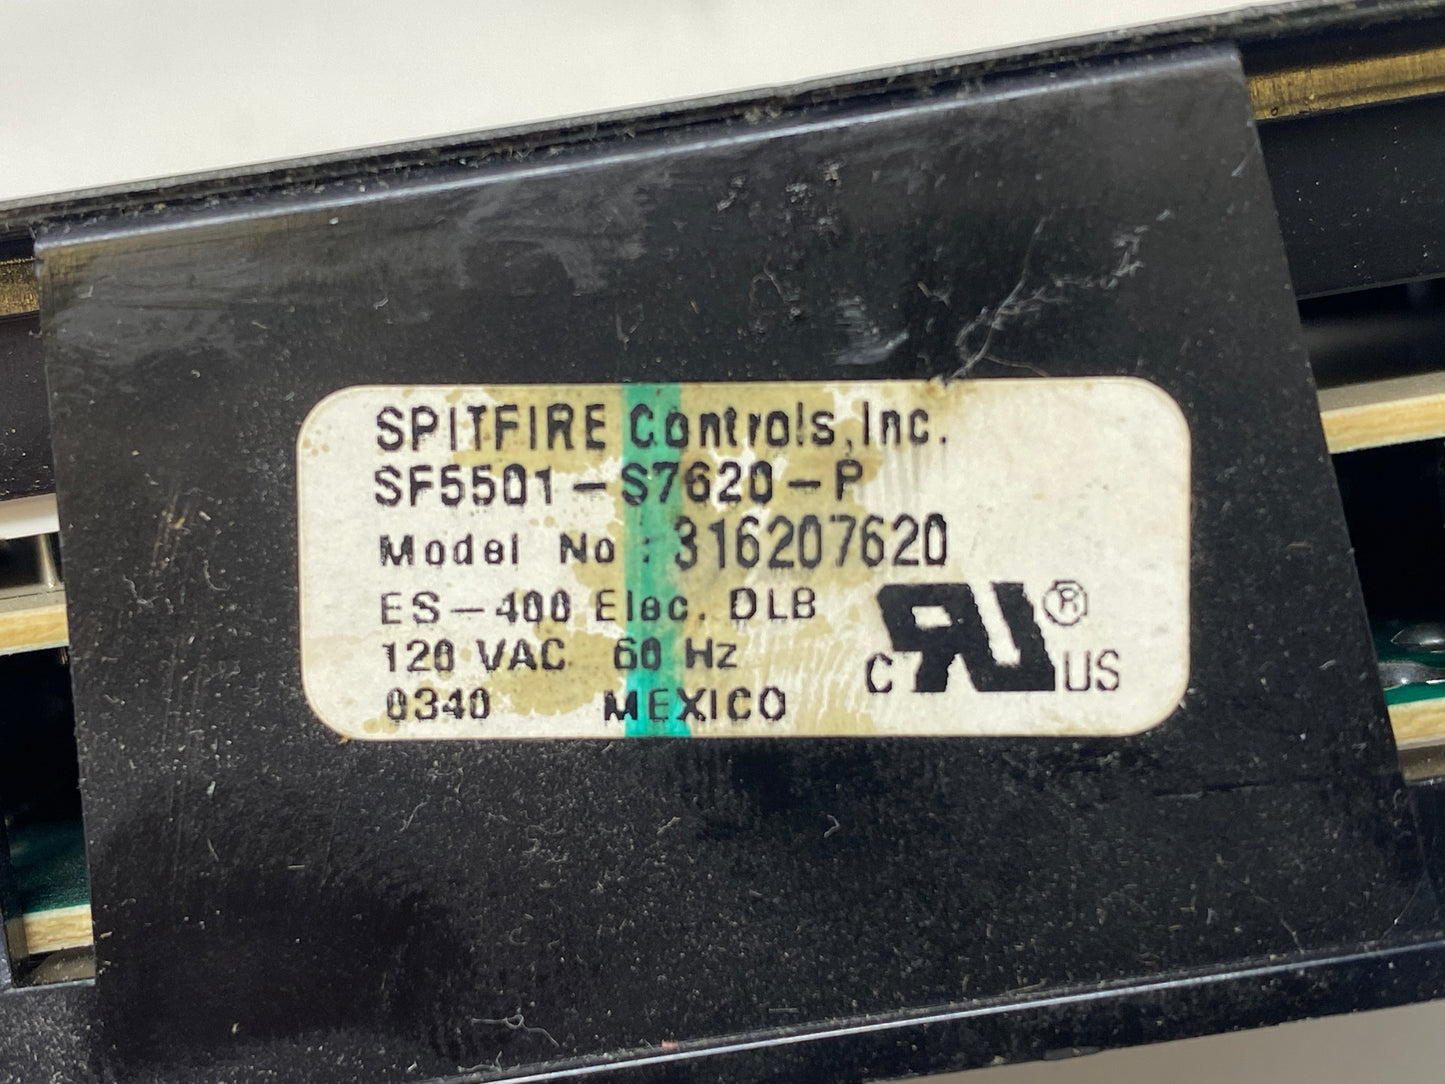 SPITFIRE Controls, Inc.
SF5501-S7620-P
Model No: 316207620
ES-400 Elec. DLB
120 VAC 60 Hz
0340 MEXICO
C RU ® US